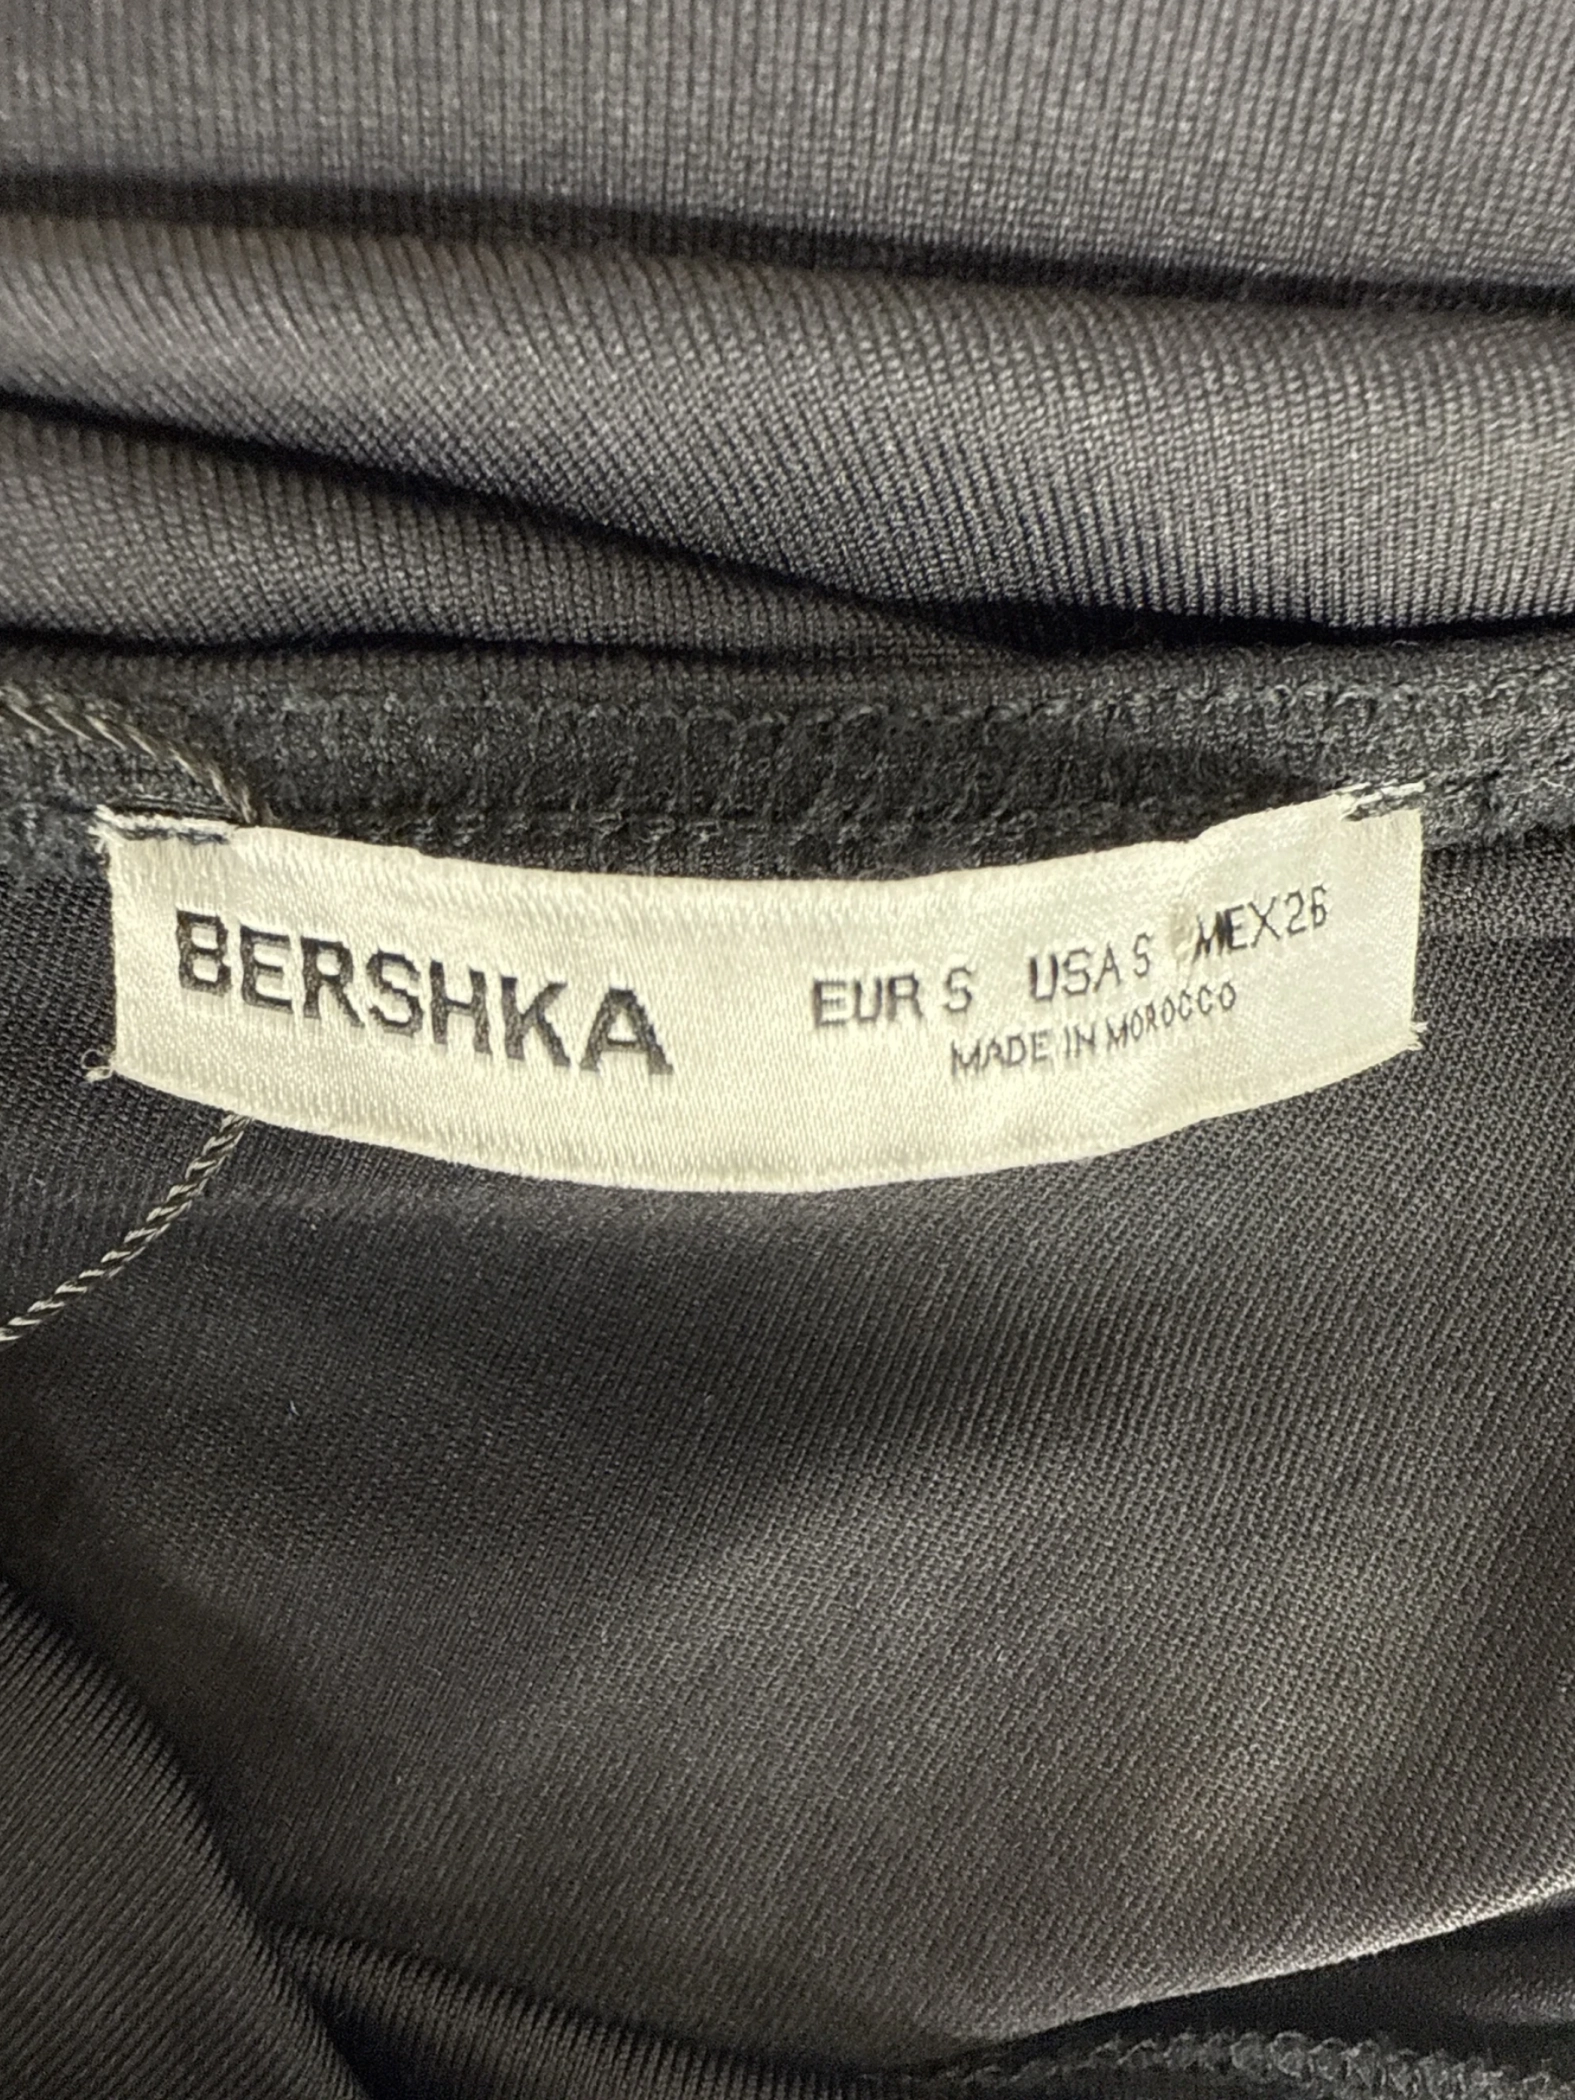 BERSHKA EUR S USA S MEX 26
MADE IN MOROCCO